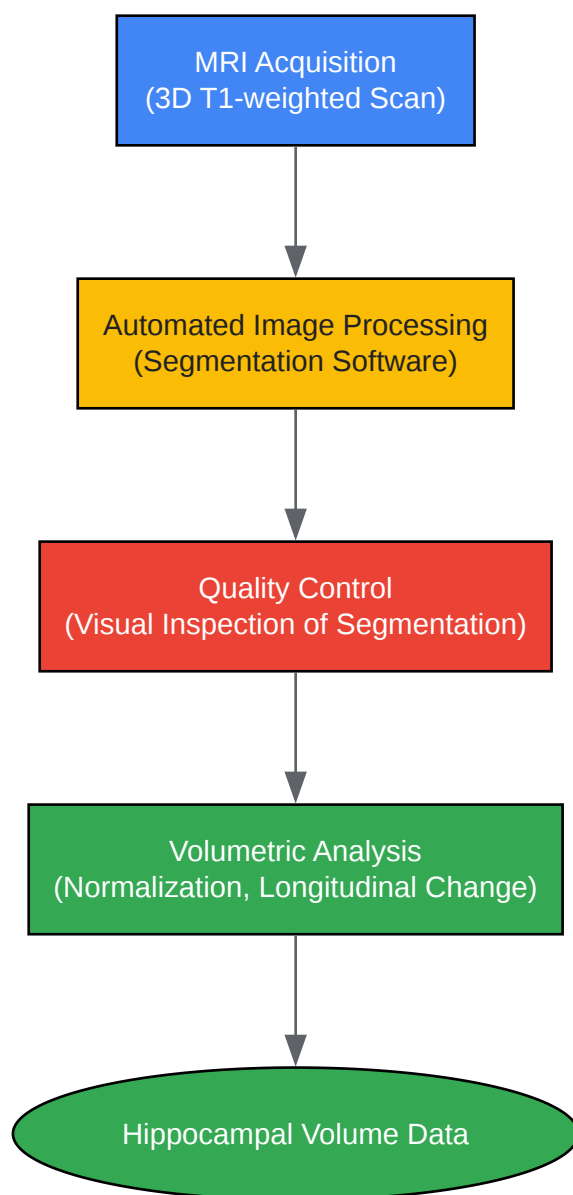 MRI Acquisition
(3D T1-weighted Scan)
Automated Image Processing
(Segmentation Software)
Quality Control
(Visual Inspection of Segmentation)
Volumetric Analysis
(Normalization, Longitudinal Change)
Hippocampal Volume Data